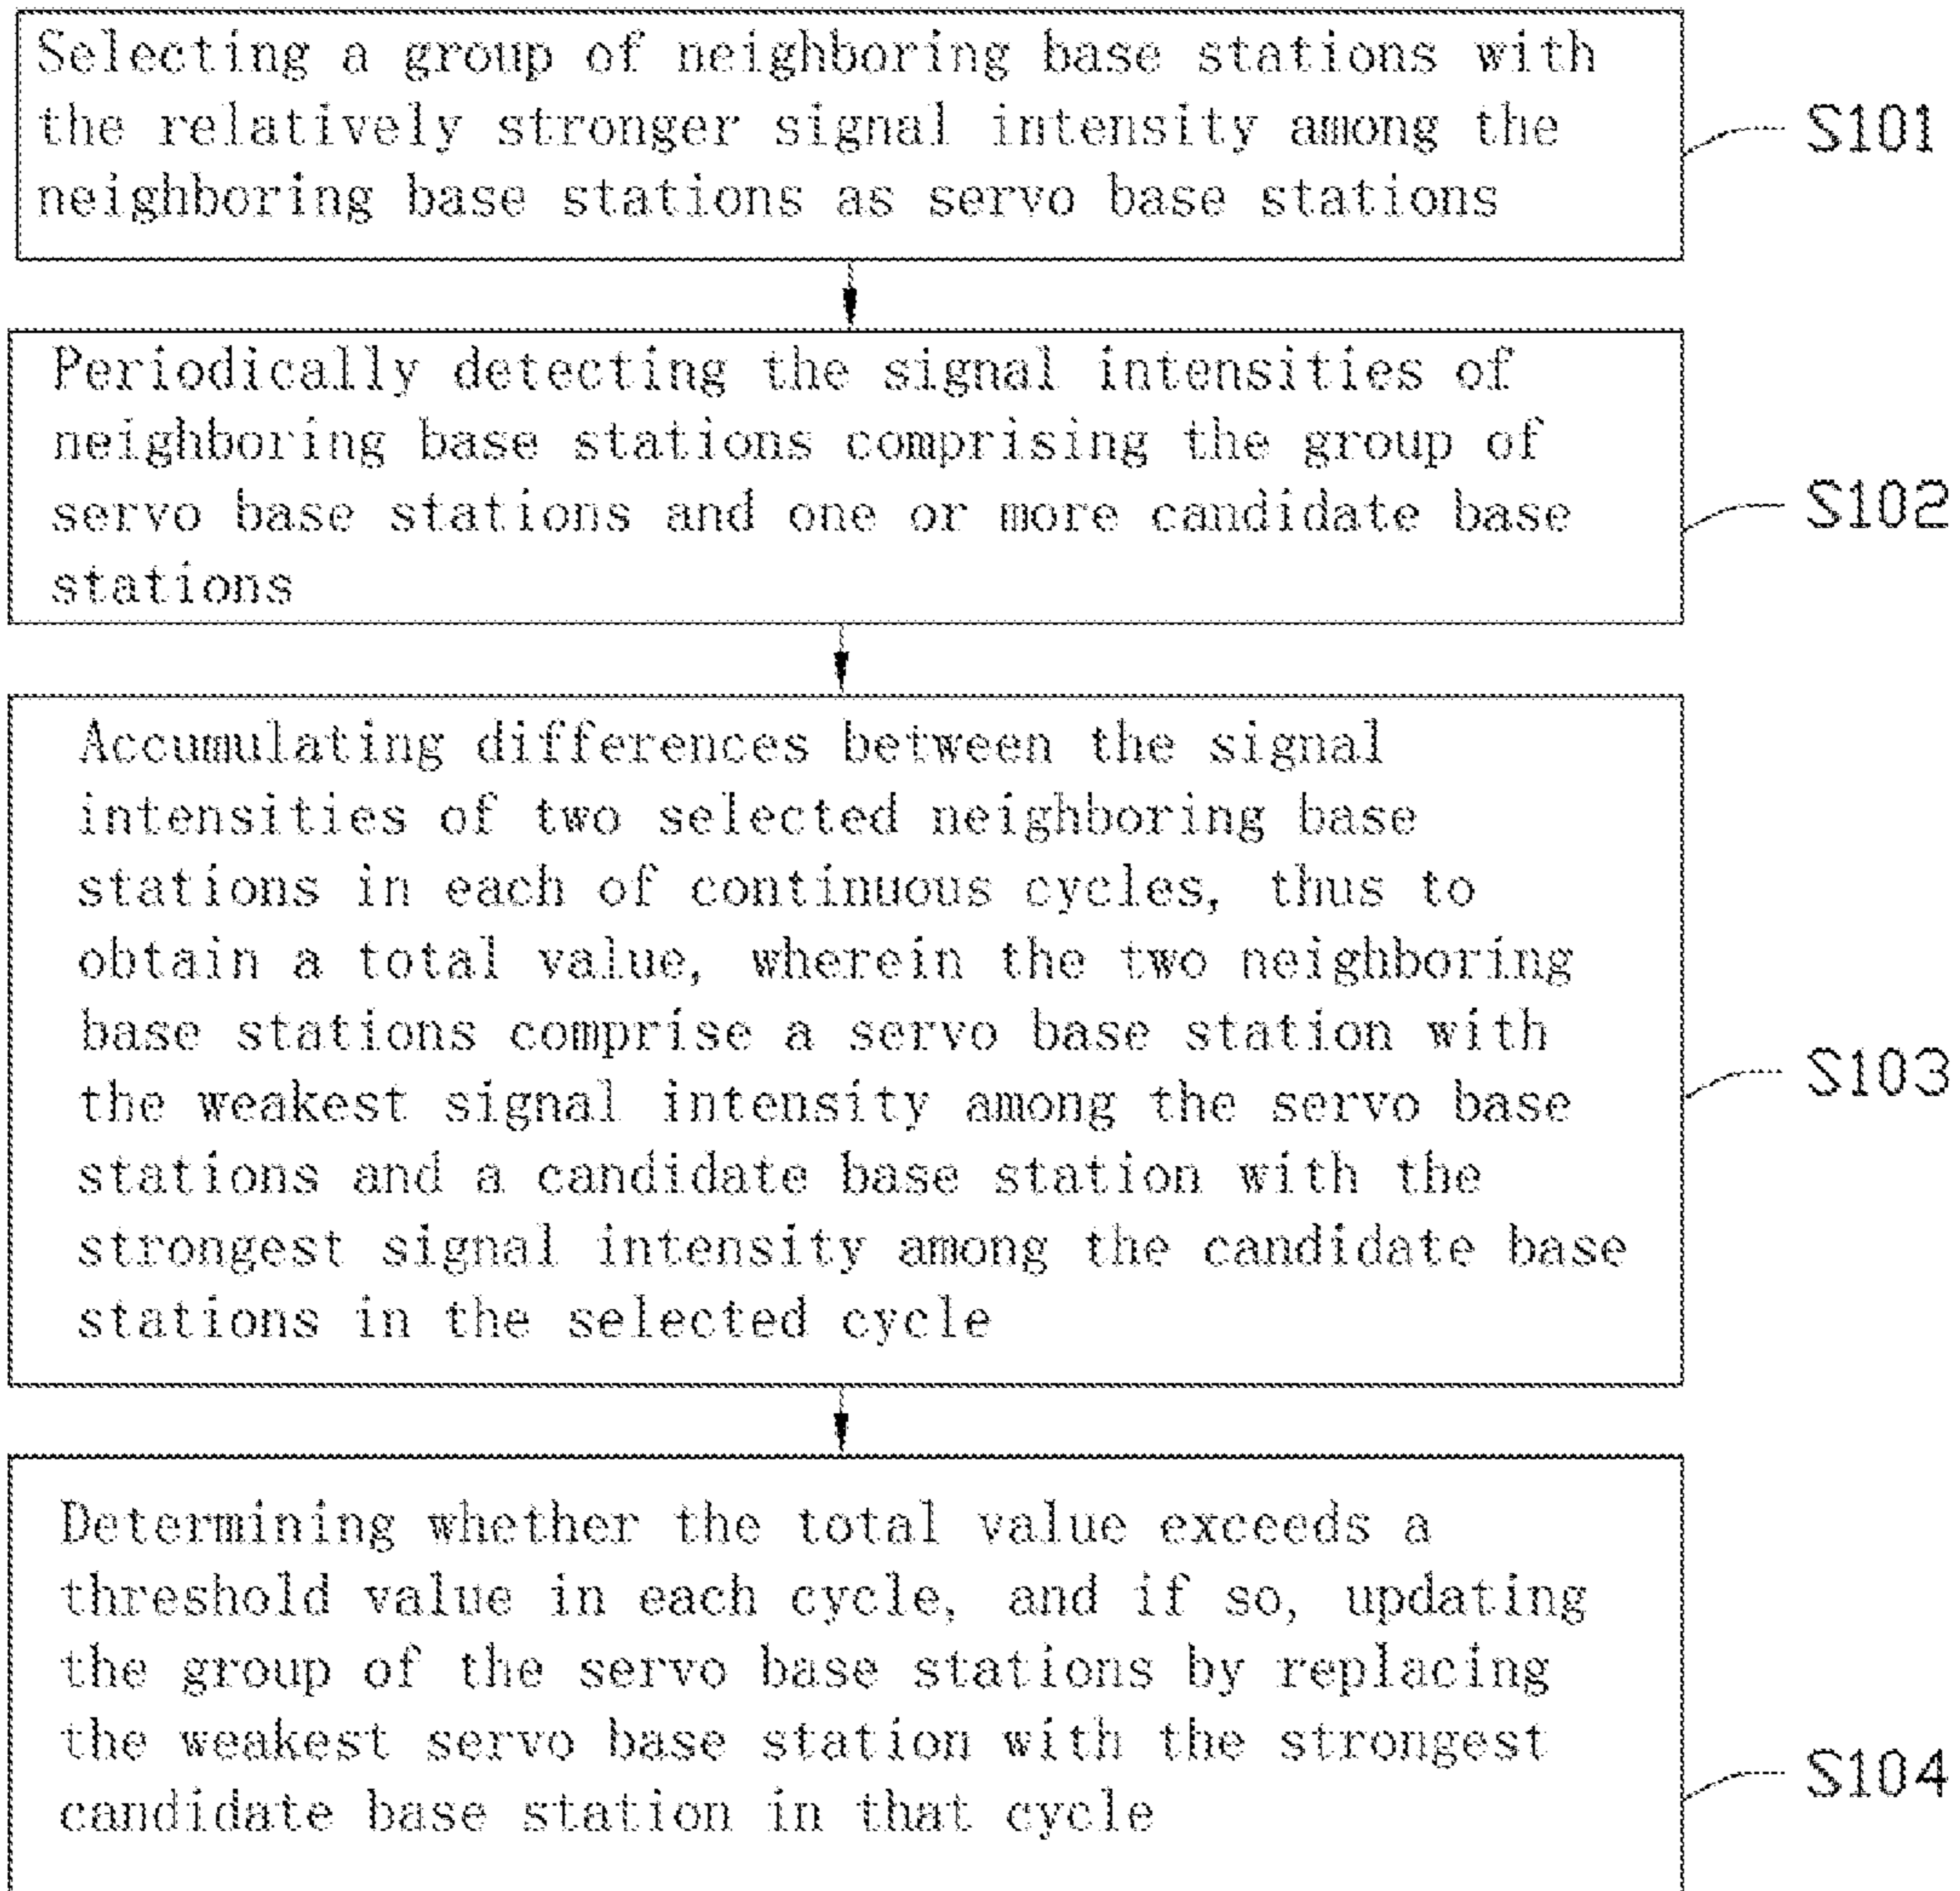 Selecting a group of neighboring base stations with
the relatively stronger signal intensity among the
neighboring base stations as servo base stations
S101
Periodically detecting the signal intensities of
neighboring base stations comprising the group of
servo base stations and one or more candidate base
stations
S102
Accumulating differences between the signal
intensities of two selected neighboring base
stations in each of continuous cycles, thus to
obtain a total value, wherein the two neighboring
base stations comprise a servo base station with
the weakest signal intensity among the servo base
stations and a candidate base station with the
strongest signal intensity among the candidate base
stations in the selected cycle
S103
Determining whether the total value exceeds a
threshold value in each cycle, and if so, updating
the group of the servo base stations by replacing
the weakest servo base station with the strongest
candidate base station in that cycle
S104